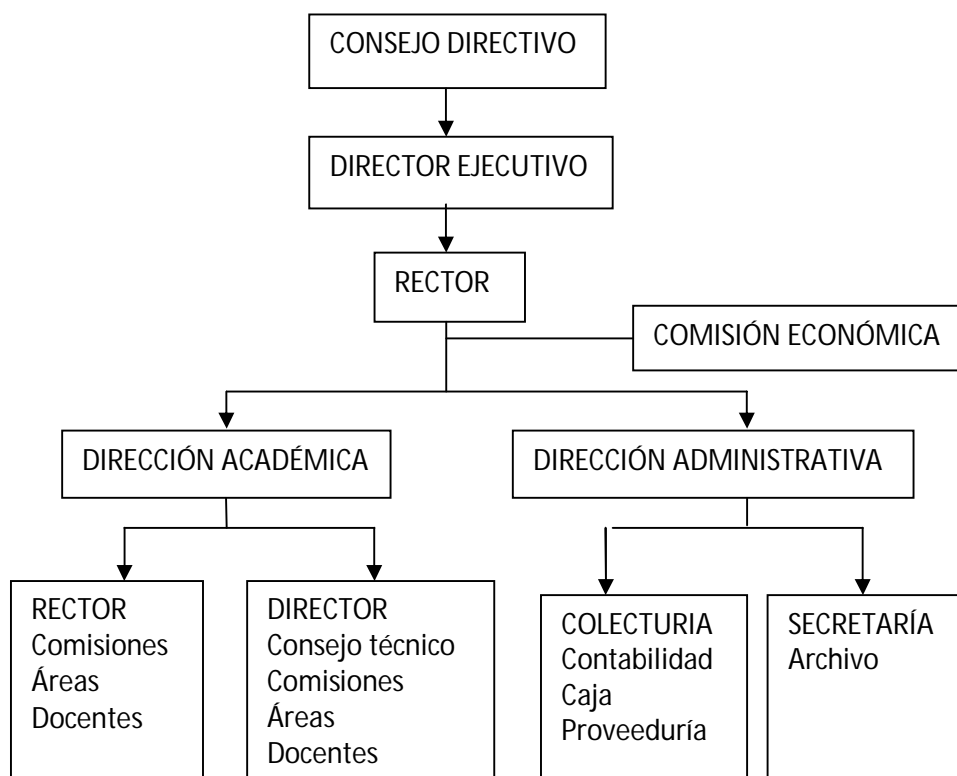 CONSEJO DIRECTIVO
DIRECTOR EJECUTIVO
RECTOR
COMISIÓN ECONÓMICA
DIRECCIÓN ACADÉMICA
DIRECCIÓN ADMINISTRATIVA
RECTOR
Comisiones
Áreas
Docentes
DIRECTOR
Consejo técnico
Comisiones
Áreas
Docentes
COLECTURIA
Contabilidad
Caja
Proveeduría
SECRETARÍA
Archivo